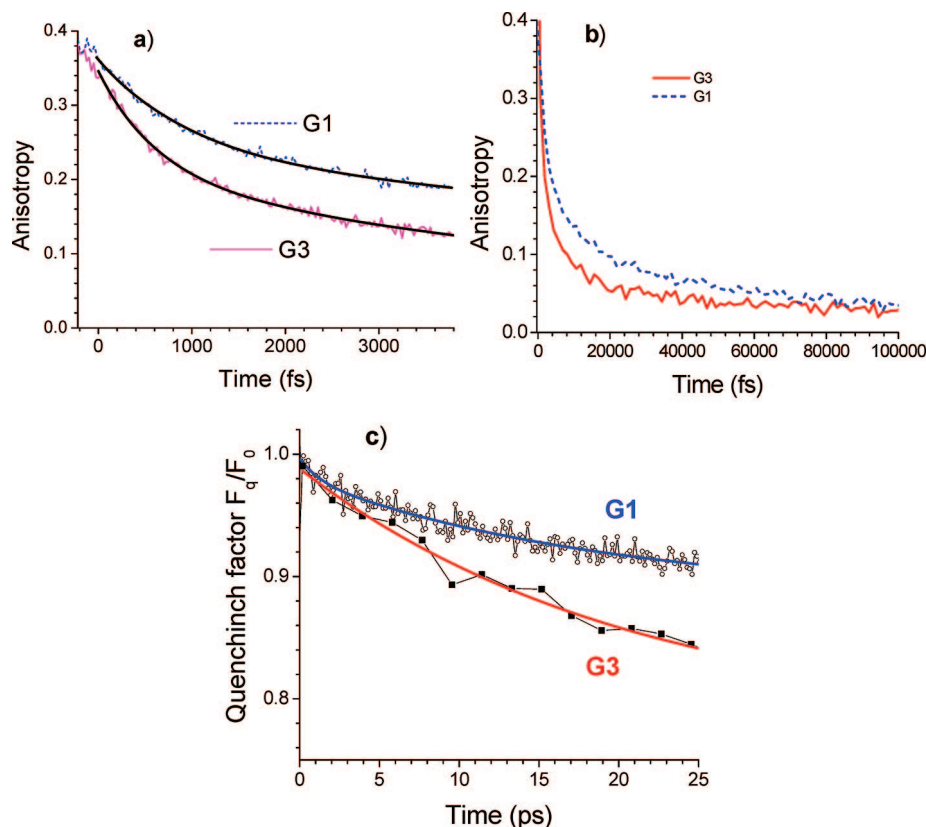 a)
0.4
0.3
0.2
0.1
0.0
Anisotropy
G1
G3
0
1000
2000
3000
Time (fs)
b)
0.4
0.3
0.2
0.1
0.0
Anisotropy
G3
G1
0
20000
40000
60000
80000
100000
Time (fs)
c)
1.0
0.9
0.8
Quenchinch factor Fq/F0
G1
G3
0
5
10
15
20
25
Time (ps)